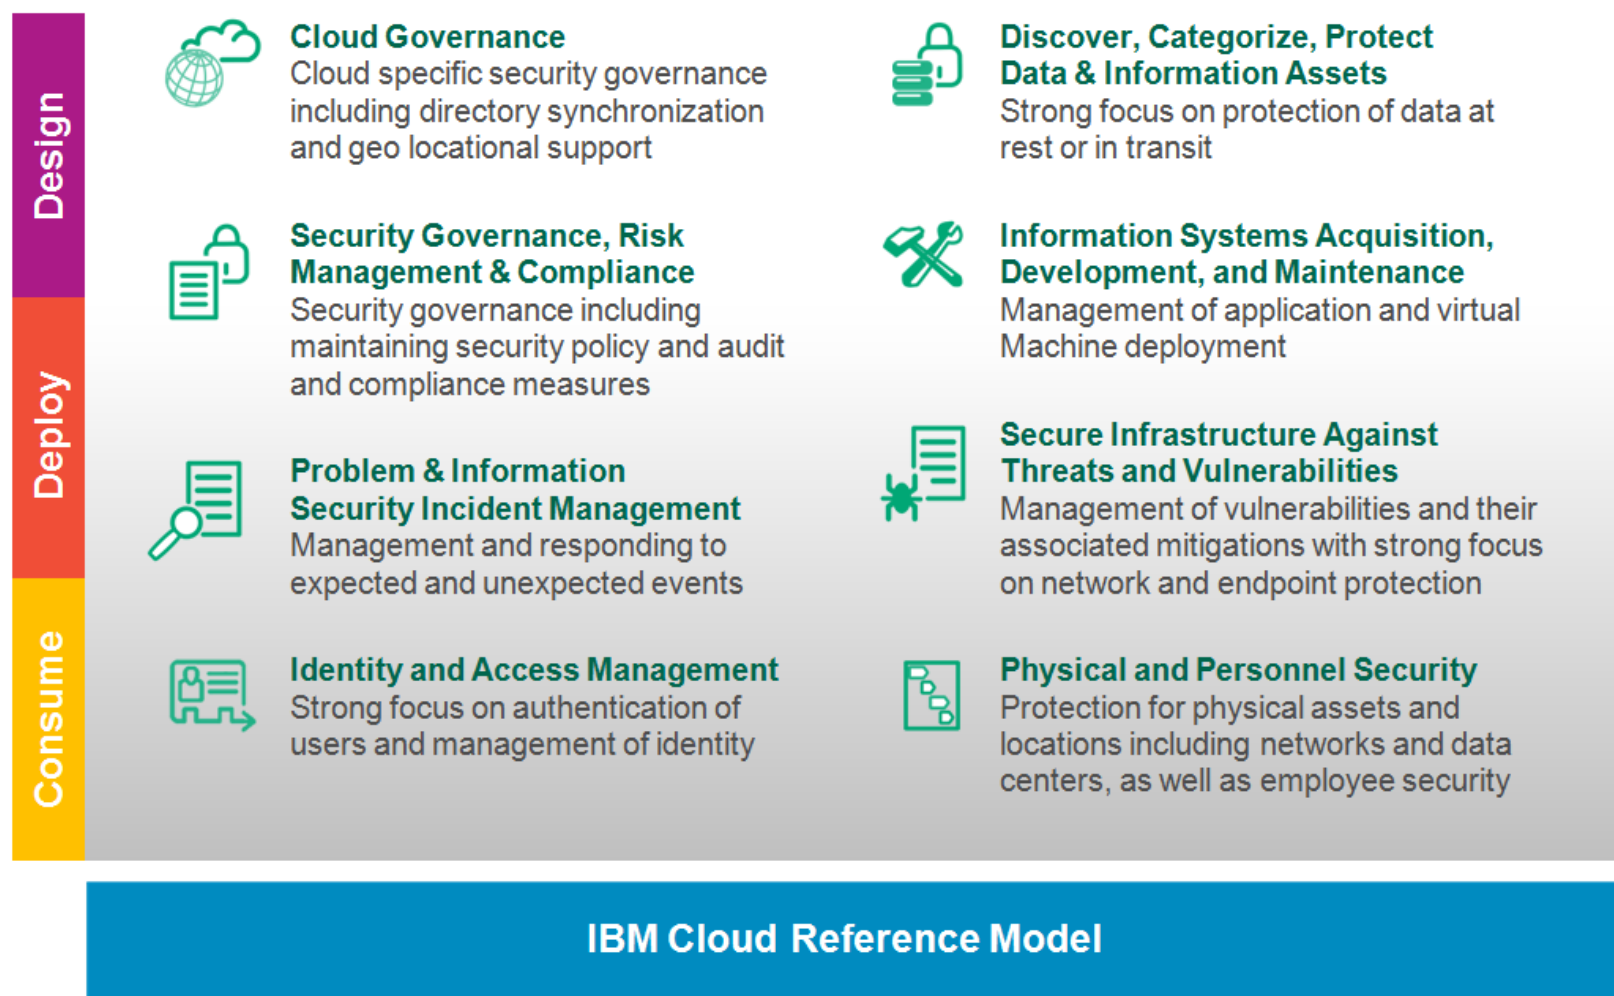 Design
Deploy
Consume
Cloud Governance
Cloud specific security governance
including directory synchronization
and geo locational support
Security Governance, Risk
Management & Compliance
Security governance including
maintaining security policy and audit
and compliance measures
Problem & Information
Security Incident Management
Management and responding to
expected and unexpected events
Identity and Access Management
Strong focus on authentication of
users and management of identity
Discover, Categorize, Protect
Data & Information Assets
Strong focus on protection of data at
rest or in transit
Information Systems Acquisition,
Development, and Maintenance
Management of application and virtual
Machine deployment
Secure Infrastructure Against
Threats and Vulnerabilities
Management of vulnerabilities and their
associated mitigations with strong focus
on network and endpoint protection
Physical and Personnel Security
Protection for physical assets and
locations including networks and data
centers, as well as employee security
IBM Cloud Reference Model